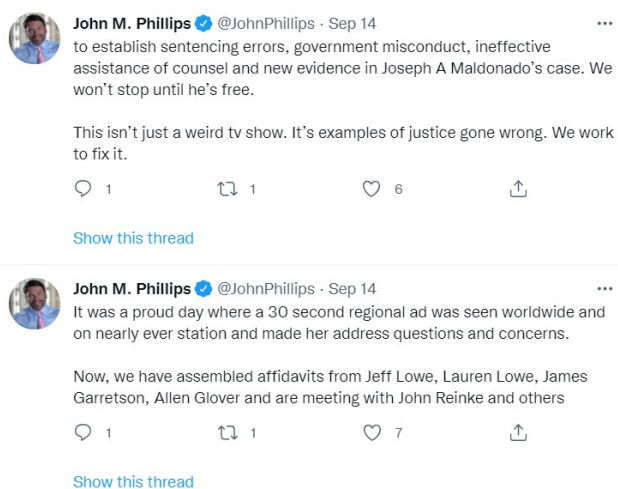 John M. Phillips @JohnPhillips · Sep 14 ...
to establish sentencing errors, government misconduct, ineffective
assistance of counsel and new evidence in Joseph A Maldonado's case. We
won't stop until he's free.
This isn't just a weird tv show. It's examples of justice gone wrong. We work
to fix it.
1 1 6
Show this thread
John M. Phillips @JohnPhillips · Sep 14 ...
It was a proud day where a 30 second regional ad was seen worldwide and
on nearly ever station and made her address questions and concerns.
Now, we have assembled affidavits from Jeff Lowe, Lauren Lowe, James
Garretson, Allen Glover and are meeting with John Reinke and others
1 1 7
Show this thread